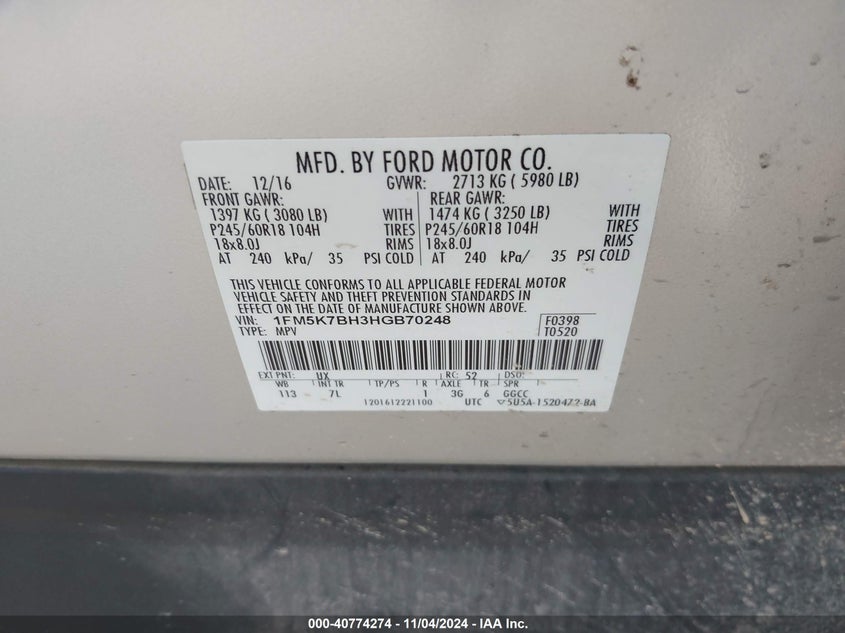 MFD. BY FORD MOTOR CO.
DATE: 12/16 GVWR: 2713 KG ( 5980 LB)
FRONT GAWR: REAR GAWR:
1397 KG ( 3080 LB) WITH 1474 KG ( 3250 LB) WITH
P245/60R18 104H TIRES P245/60R18 104H TIRES
18x8.0J RIMS 18x8.0J RIMS
AT 240 kPa/ 35 PSI COLD AT 240 kPa/ 35 PSI COLD
THIS VEHICLE CONFORMS TO ALL APPLICABLE FEDERAL MOTOR
VEHICLE SAFETY AND THEFT PREVENTION STANDARDS IN
EFFECT ON THE DATE OF MANUFACTURE SHOWN ABOVE.
VIN: 1FM5K7BH3HGB70248 F0398
TYPE: MPV T0520
EXT PNT: UX RC: 52 DSO:
WB INT TR TP/PS R AXLE TR SPR
113 7L 1 3G 6 GGCC
1201612221100 UTC ▽5U5A-1520472-BA
000-40774274 - 11/04/2024 - IAA Inc.